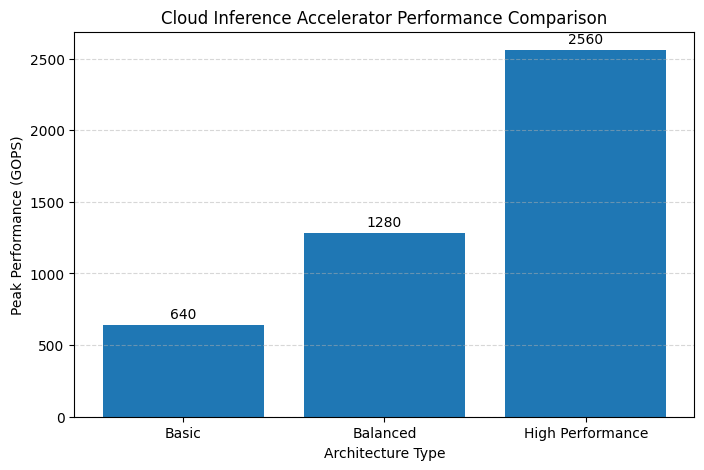 Cloud Inference Accelerator Performance Comparison
Peak Performance (GOPS)
2500
2000
1500
1000
500
0
640
1280
2560
Basic
Balanced
High Performance
Architecture Type